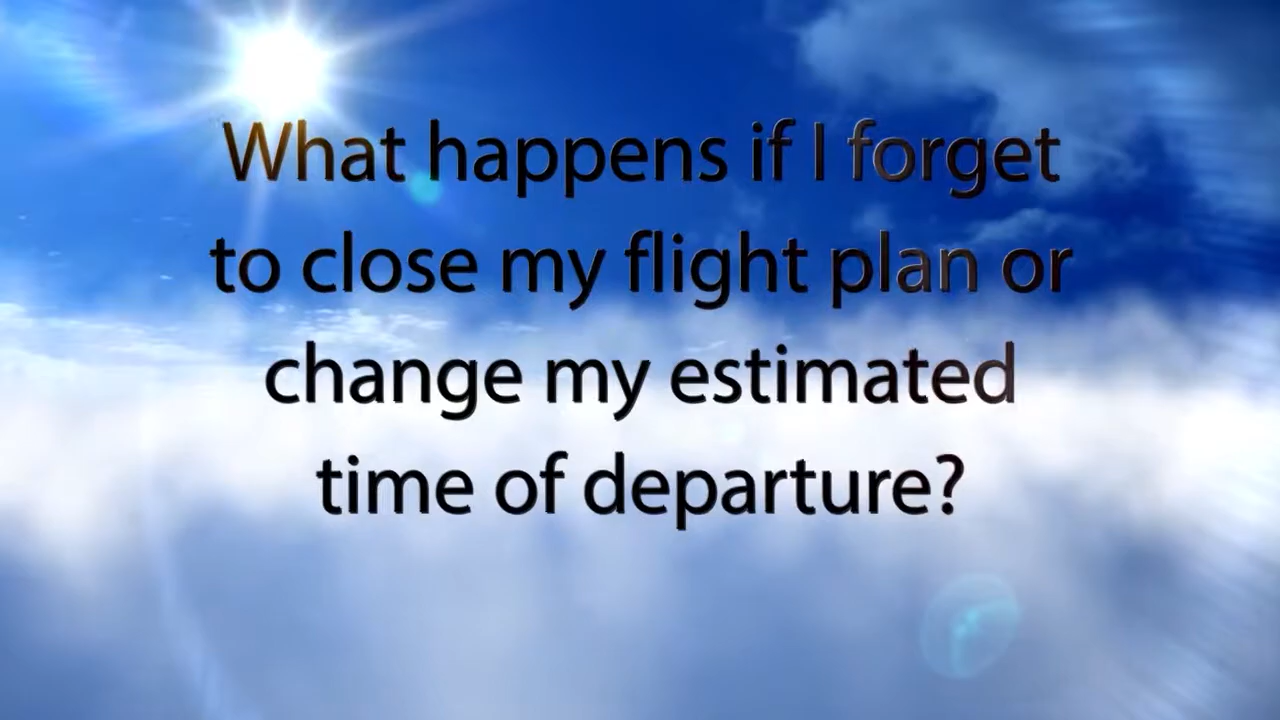 What happens if I forget
to close my flight plan or
change my estimated
time of departure?